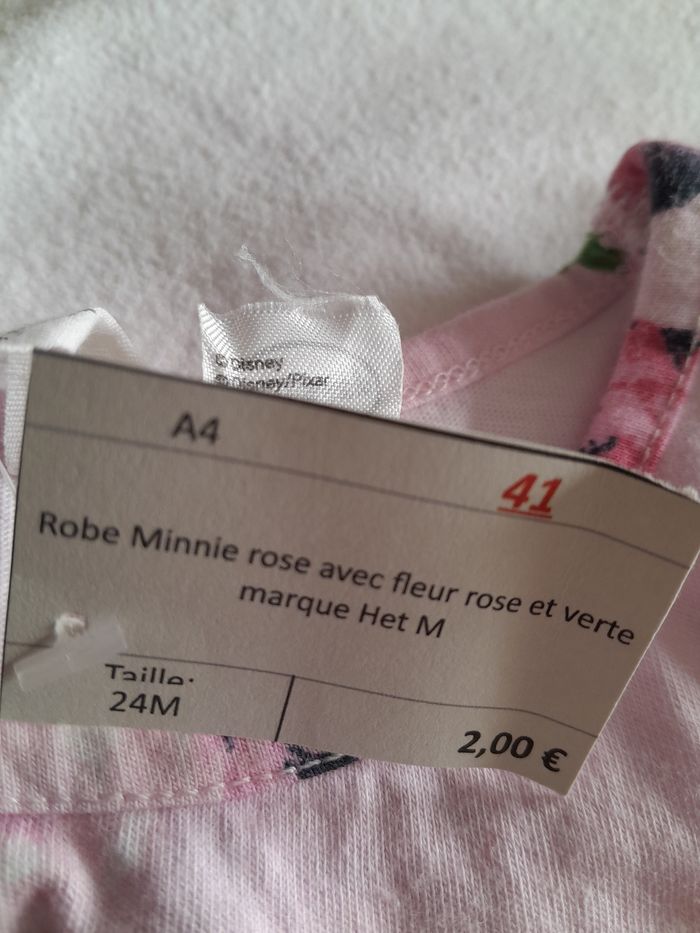 ©Disney
©Disney/Pixar
A4
41
Robe Minnie rose avec fleur rose et verte
marque Het M
Taille:
24M
2,00 €